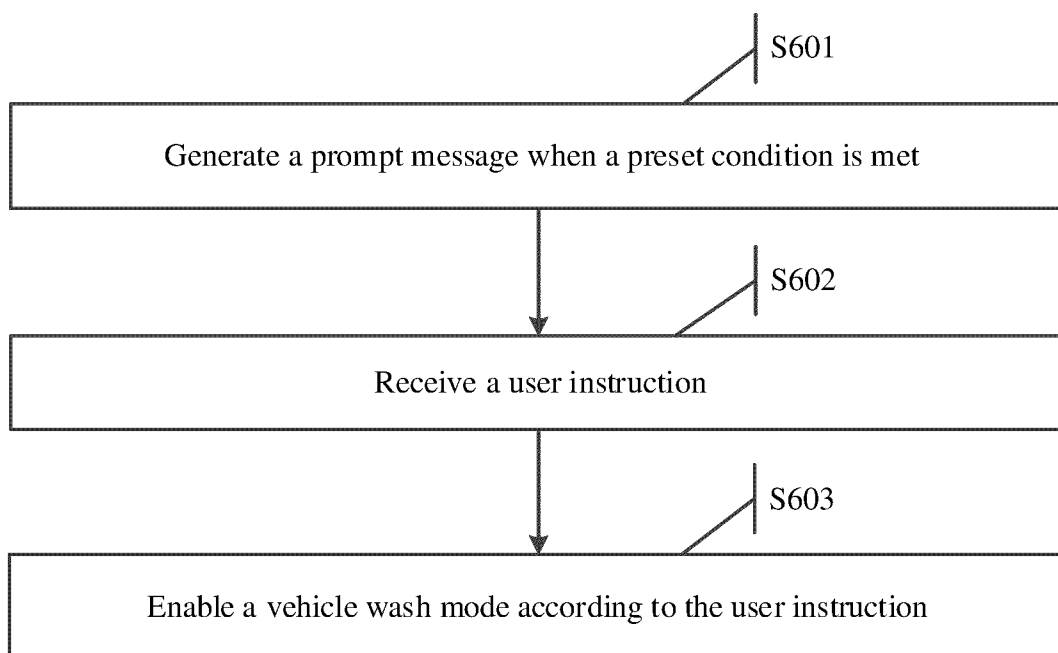 S601
Generate a prompt message when a preset condition is met
S602
Receive a user instruction
S603
Enable a vehicle wash mode according to the user instruction